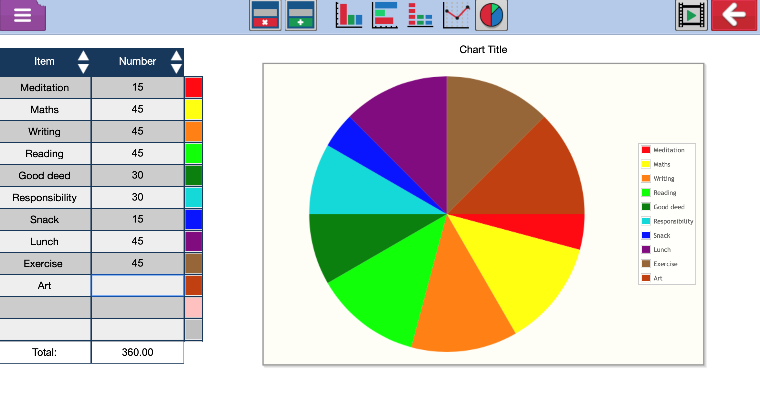 Chart Title
Item Number
Meditation 15
Maths 45
Writing 45
Reading 45
Good deed 30
Responsibility 30
Snack 15
Lunch 45
Exercise 45
Art
Total: 360.00
Meditation
Maths
Writing
Reading
Good deed
Responsibility
Snack
Lunch
Exercise
Art